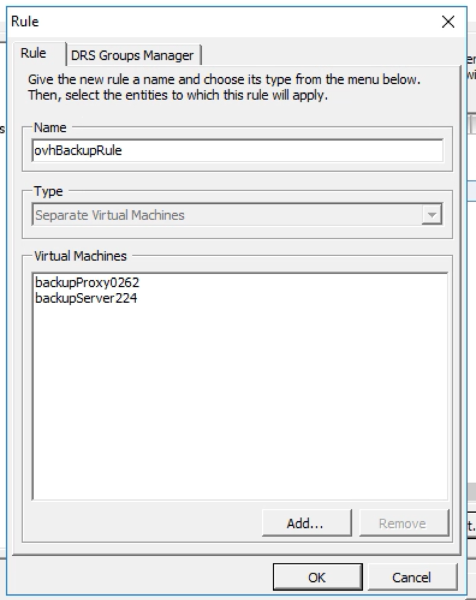 Rule
Rule
DRS Groups Manager
Give the new rule a name and choose its type from the menu below.
Then, select the entities to which this rule will apply.
Name
ovhBackupRule
Type
Separate Virtual Machines
Virtual Machines
backupProxy0262
backupServer224
Add...
Remove
OK
Cancel